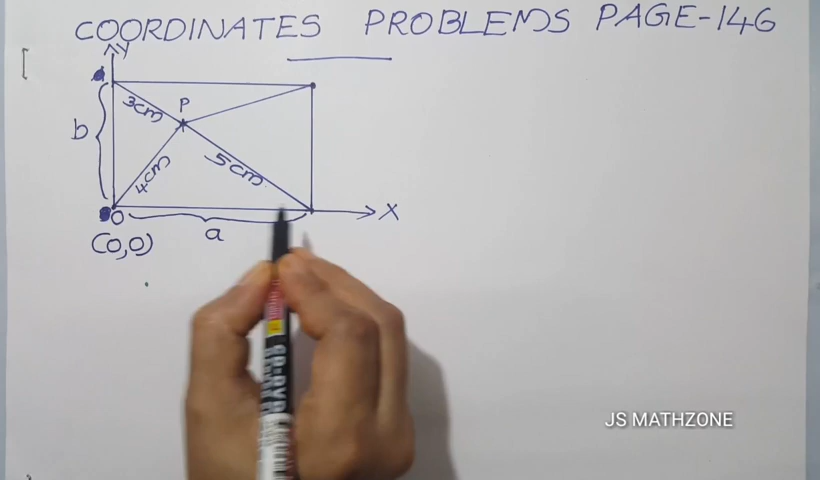 COORDINATES PROBLEMS PAGE-146
Y
3cm
P
b
4cm
5cm
O
X
(0,0)
a
JS MATHZONE